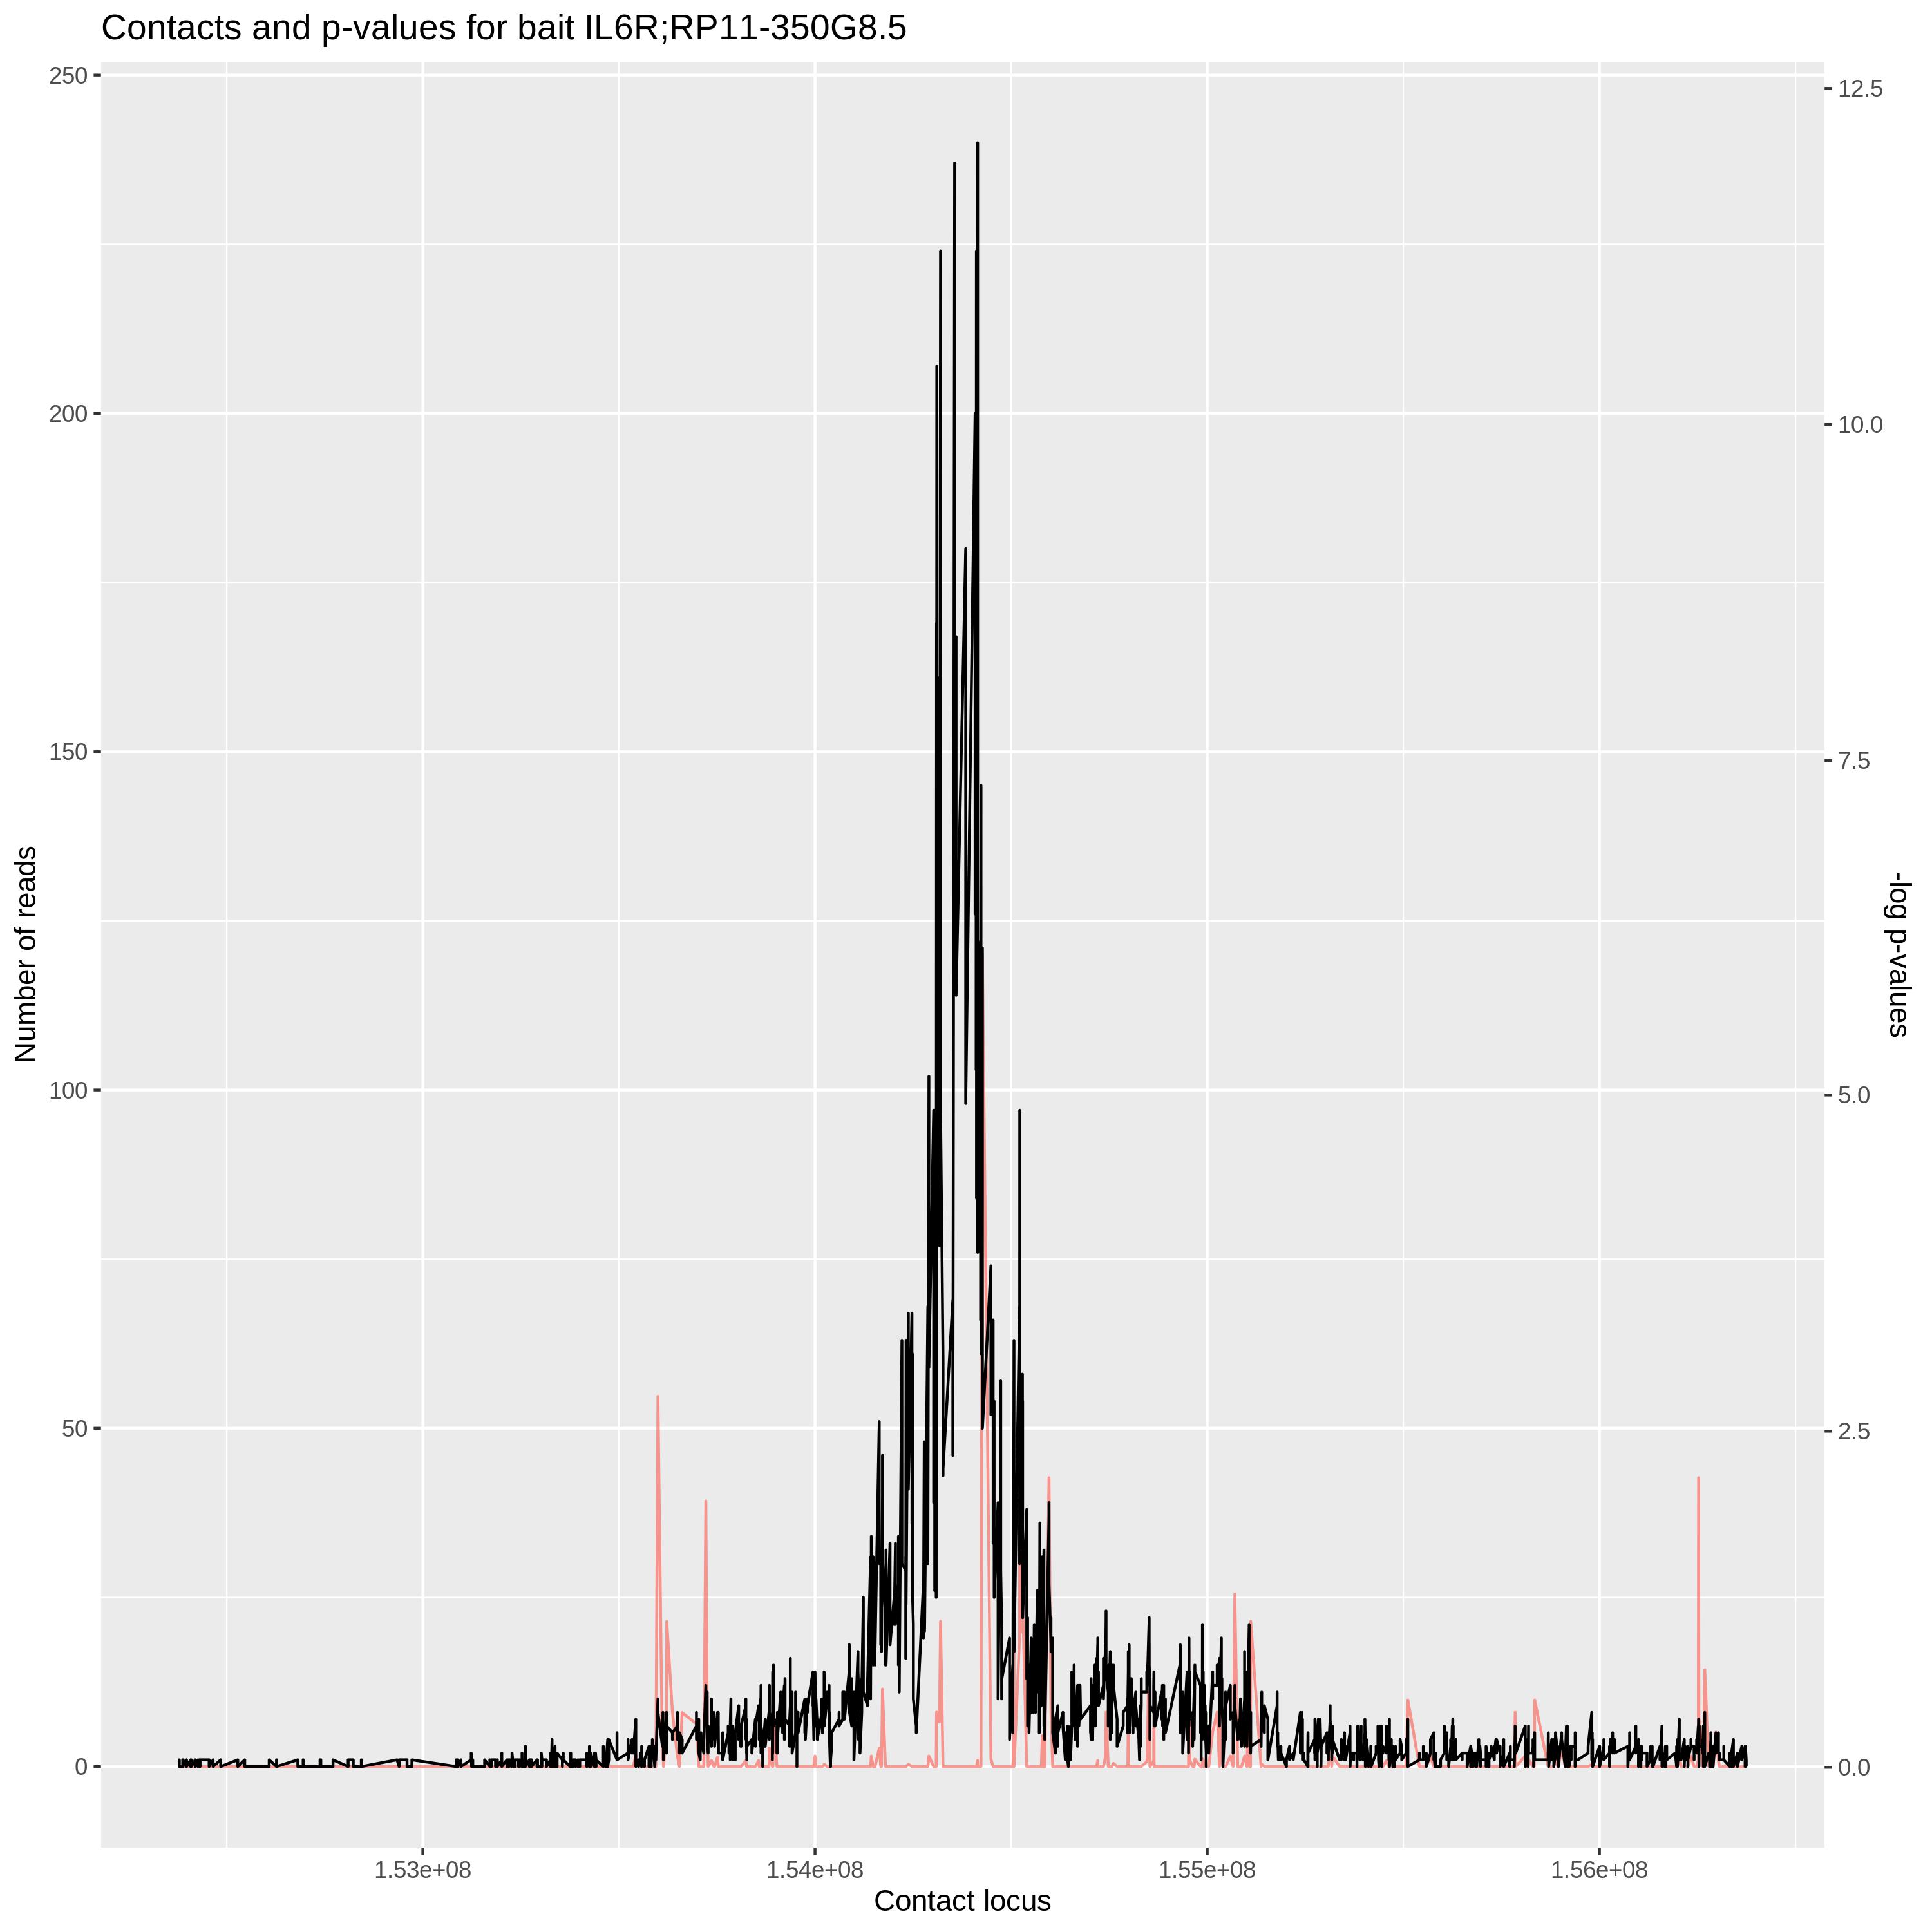 Contacts and p-values for bait IL6R;RP11-350G8.5
250
200
150
100
50
0
Number of reads
12.5
10.0
7.5
5.0
2.5
0.0
-log p-values
1.53e+08
1.54e+08
1.55e+08
1.56e+08
Contact locus